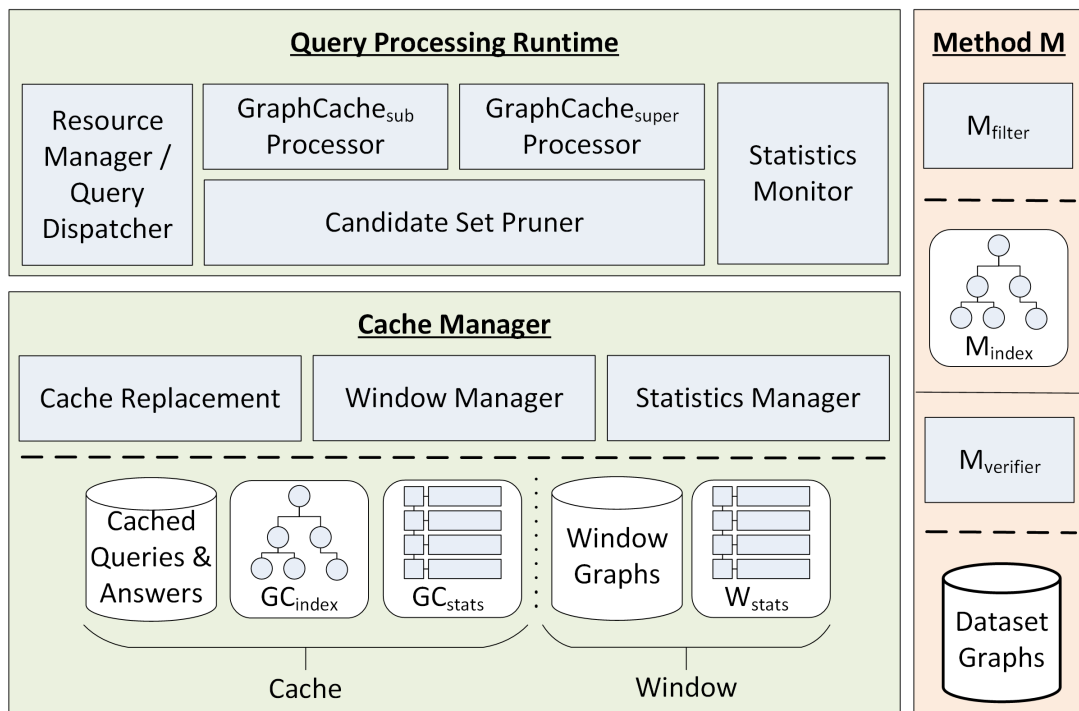 Query Processing Runtime
Resource
Manager /
Query
Dispatcher
GraphCachesub
Processor
GraphCachesuper
Processor
Candidate Set Pruner
Statistics
Monitor
Cache Manager
Cache Replacement
Window Manager
Statistics Manager
Cached
Queries &
Answers
GCindex
GCstats
Window
Graphs
Wstats
Cache
Window
Method M
Mfilter
Mindex
Mverifier
Dataset
Graphs